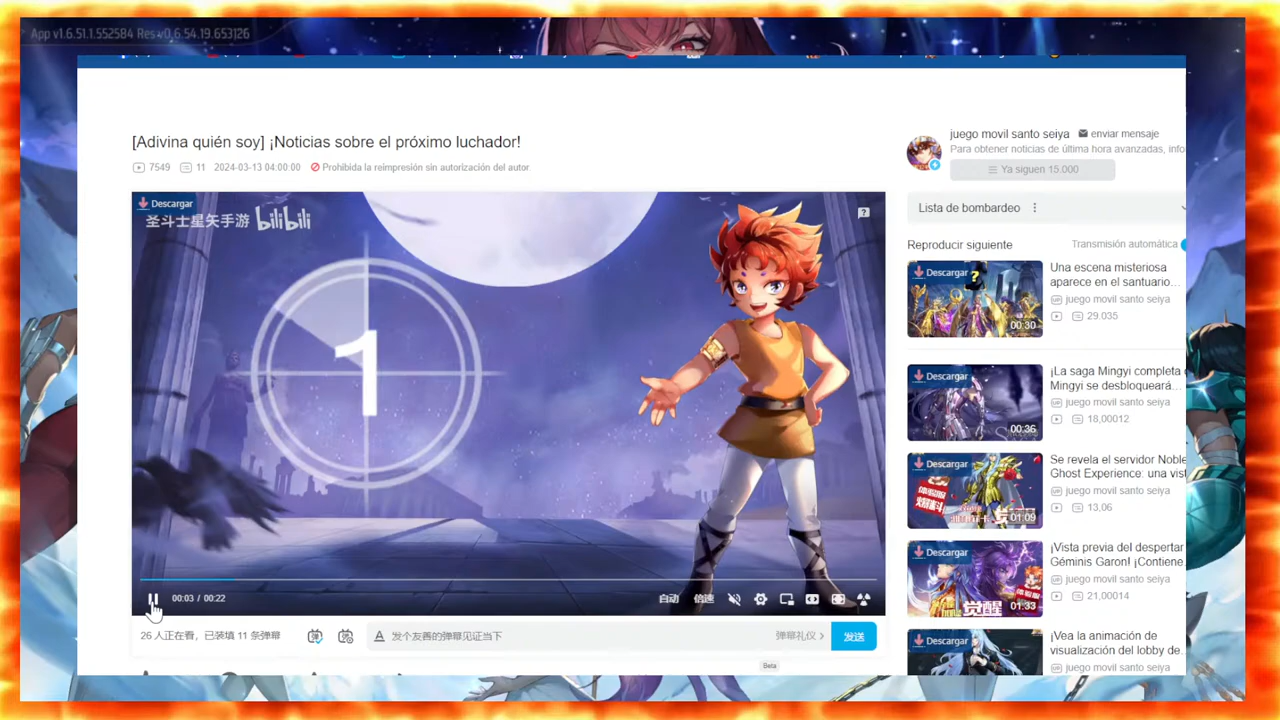 App v1.6.51.1.552584 Res v0.6.54.19.653126
[Adivina quién soy] ¡Noticias sobre el próximo luchador!
7549 11 2024-03-13 04:00:00 Prohibida la reimpresión sin autorización del autor
juego movil santo seiya enviar mensaje
Para obtener noticias de última hora avanzadas, info
Ya siguen 15.000
Descargar
圣斗士星矢手游 bilibili
1
00:03 / 00:22
自动 倍速
26 人正在看，已装填 11 条弹幕
发个友善的弹幕见证当下
弹幕礼仪
发送
Beta
Lista de bombardeo
Reproducir siguiente
Transmisión automática
Descargar
?
00:30
Una escena misteriosa
aparece en el santuario...
juego movil santo seiya
29.035
Descargar
00:36
¡La saga Mingyi completa
Mingyi se desbloqueará...
juego movil santo seiya
18,00012
Descargar
01:09
Se revela el servidor Noble
Ghost Experience: una vist
juego movil santo seiya
13,06
Descargar
觉醒
01:33
¡Vista previa del despertar
Géminis Garon! ¡Contiene
juego movil santo seiya
21,00014
Descargar
¡Vea la animación de
visualización del lobby de
juego movil santo seiya